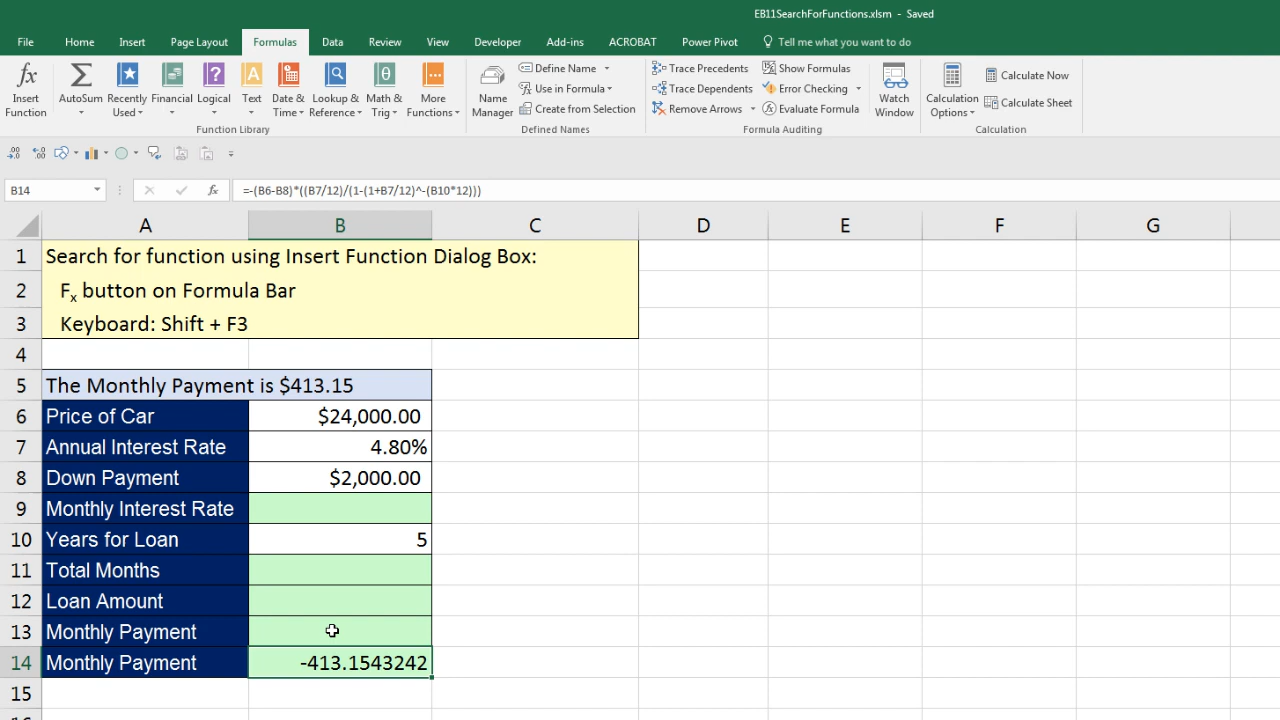 EB11SearchForFunctions.xlsm - Saved
File Home Insert Page Layout Formulas Data Review View Developer Add-ins ACROBAT Power Pivot Tell me what you want to do
fx Insert Function
Σ AutoSum
Recently Used
Financial
Logical
Text
Date & Time
Lookup & Reference
Math & Trig
More Functions
Function Library
Name Manager
Define Name
Use in Formula
Create from Selection
Defined Names
Trace Precedents
Trace Dependents
Remove Arrows
Show Formulas
Error Checking
Evaluate Formula
Formula Auditing
Watch Window
Calculation Options
Calculate Now
Calculate Sheet
Calculation
B14 fx =-(B6-B8)*((B7/12)/(1-(1+B7/12)^-(B10*12)))
A B C D E F G
1 Search for function using Insert Function Dialog Box:
2 Fx button on Formula Bar
3 Keyboard: Shift + F3
4
5 The Monthly Payment is $413.15
6 Price of Car $24,000.00
7 Annual Interest Rate 4.80%
8 Down Payment $2,000.00
9 Monthly Interest Rate
10 Years for Loan 5
11 Total Months
12 Loan Amount
13 Monthly Payment
14 Monthly Payment -413.1543242
15